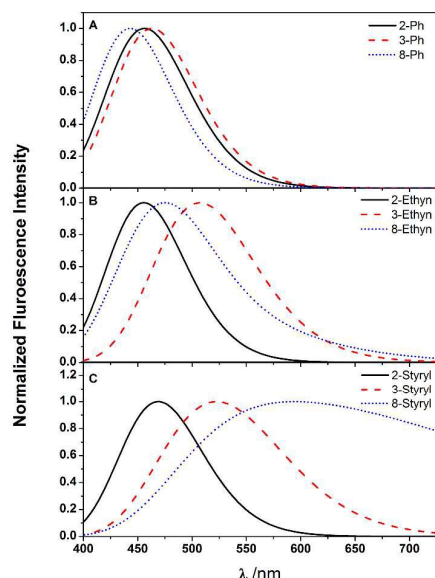 Normalized Fluroescence Intensity
A
2-Ph
3-Ph
8-Ph
1.0
0.8
0.6
0.4
0.2
0.0
B
2-Ethyn
3-Ethyn
8-Ethyn
1.0
0.8
0.6
0.4
0.2
0.0
C
2-Styryl
3-Styryl
8-Styryl
1.2
1.0
0.8
0.6
0.4
0.2
0.0
400 450 500 550 600 650 700
λ /nm